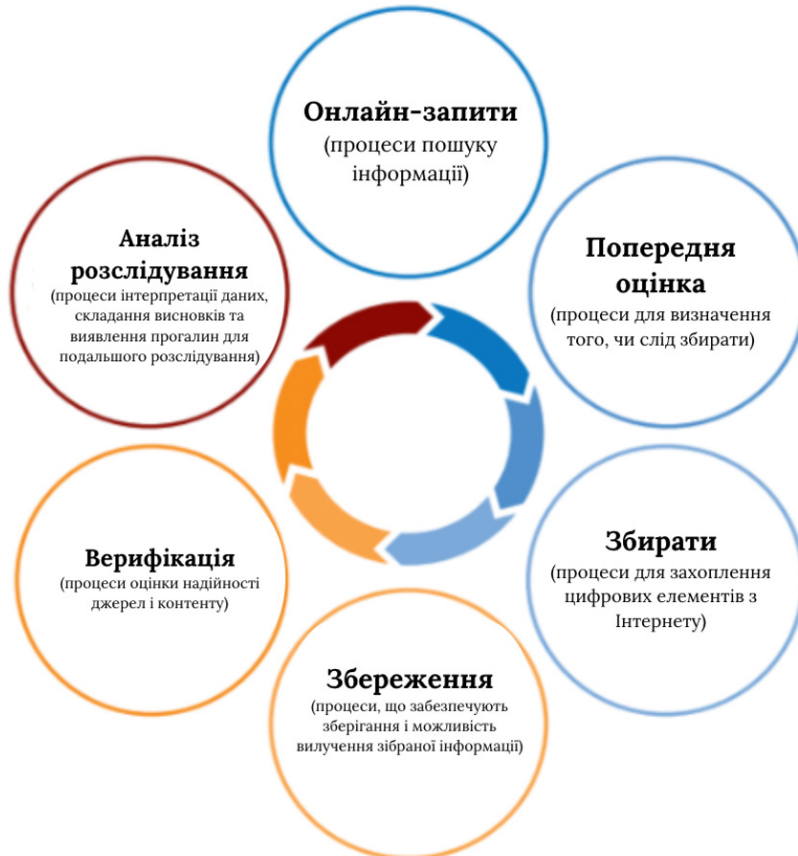 Онлайн-запити
(процеси пошуку
інформації)
Попередня
оцінка
(процеси для визначення
того, чи слід збирати)
Збирати
(процеси для захоплення
цифрових елементів з
Інтернету)
Збереження
(процеси, що забезпечують
зберігання і можливість
вилучення зібраної інформації)
Верифікація
(процеси оцінки надійності
джерел і контенту)
Аналіз
розслідування
(процеси інтерпретації даних,
складання висновків та
виявлення прогалин для
подальшого розслідування)